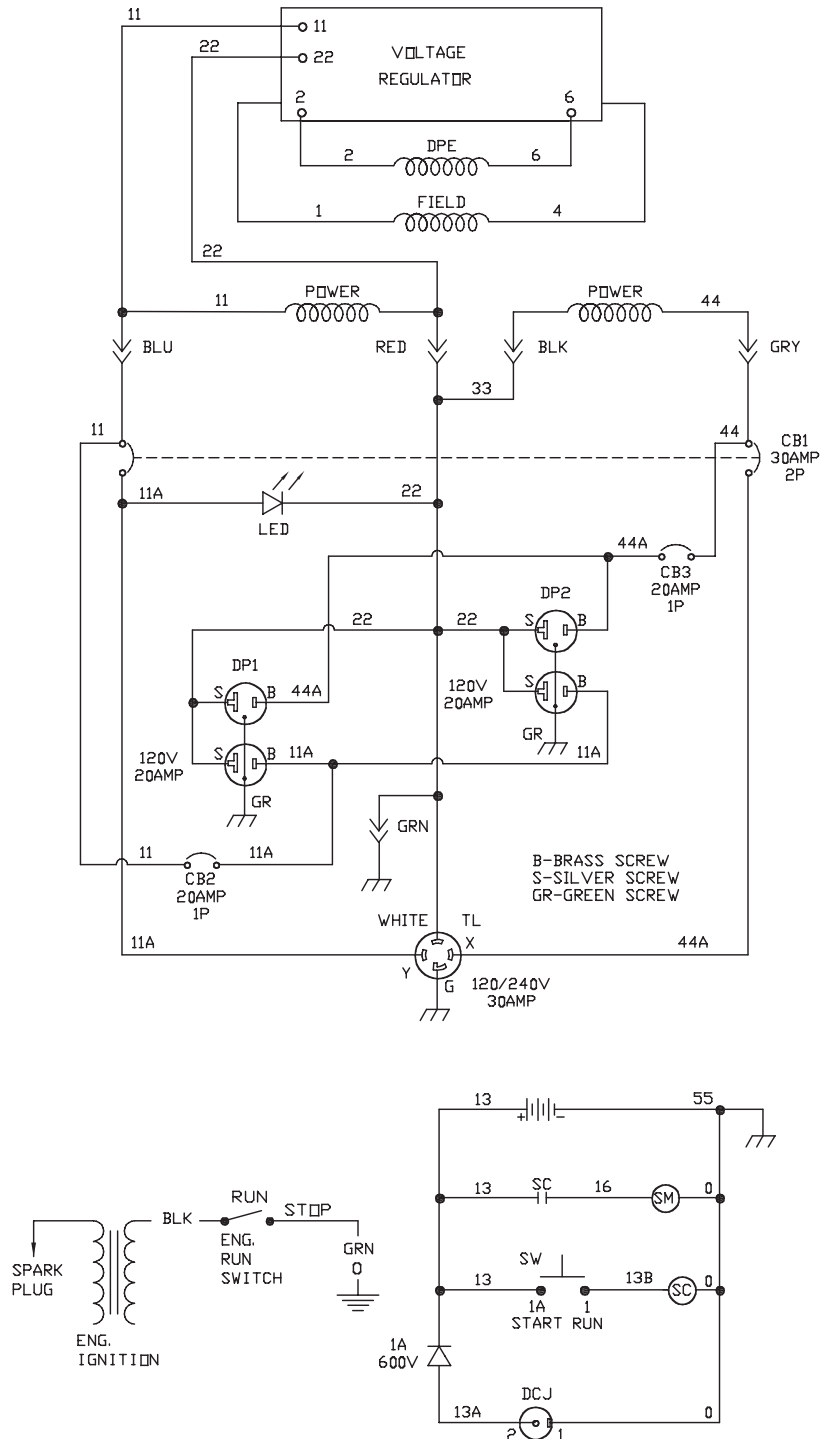 11
11
22
22
VOLTAGE
REGULATOR
2
6
DPE
2
6
FIELD
1
4
22
11
POWER
POWER
44
BLU
RED
BLK
GRY
33
11
44
CB1
30AMP
2P
11A
22
LED
44A
CB3
20AMP
1P
DP2
22
22
S
B
DP1
S
B
44A
120V
20AMP
S
B
GR
11A
120V
20AMP
S
B
11A
GR
GRN
11
11A
CB2
20AMP
1P
B-BRASS SCREW
S-SILVER SCREW
GR-GREEN SCREW
WHITE
TL
11A
X
44A
Y
G
120/240V
30AMP
13
55
+
-
13
SC
16
SM
0
SW
13
13B
SC
0
1A
1
START RUN
1A
600V
DCJ
13A
0
2
1
RUN
BLK
STOP
ENG.
RUN
SWITCH
GRN
0
SPARK
PLUG
ENG.
IGNITION